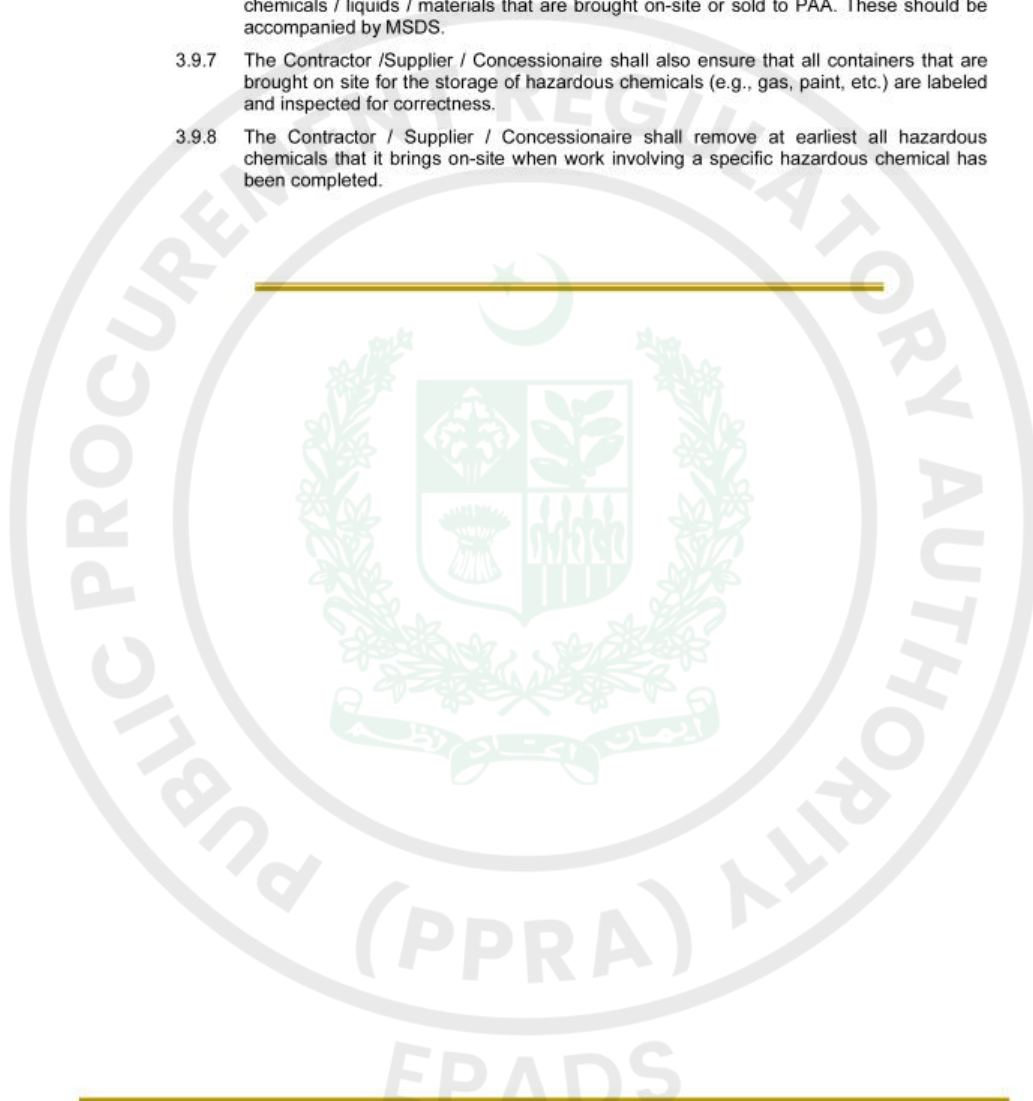 chemicals / liquids / materials that are brought on-site or sold to PAA. These should be
accompanied by MSDS.
3.9.7 The Contractor /Supplier / Concessionaire shall also ensure that all containers that are
brought on site for the storage of hazardous chemicals (e.g., gas, paint, etc.) are labeled
and inspected for correctness.
3.9.8 The Contractor / Supplier / Concessionaire shall remove at earliest all hazardous
chemicals that it brings on-site when work involving a specific hazardous chemical has
been completed.
PUBLIC PROCUREMENT REGULATORY AUTHORITY
(PPRA)
EPADS